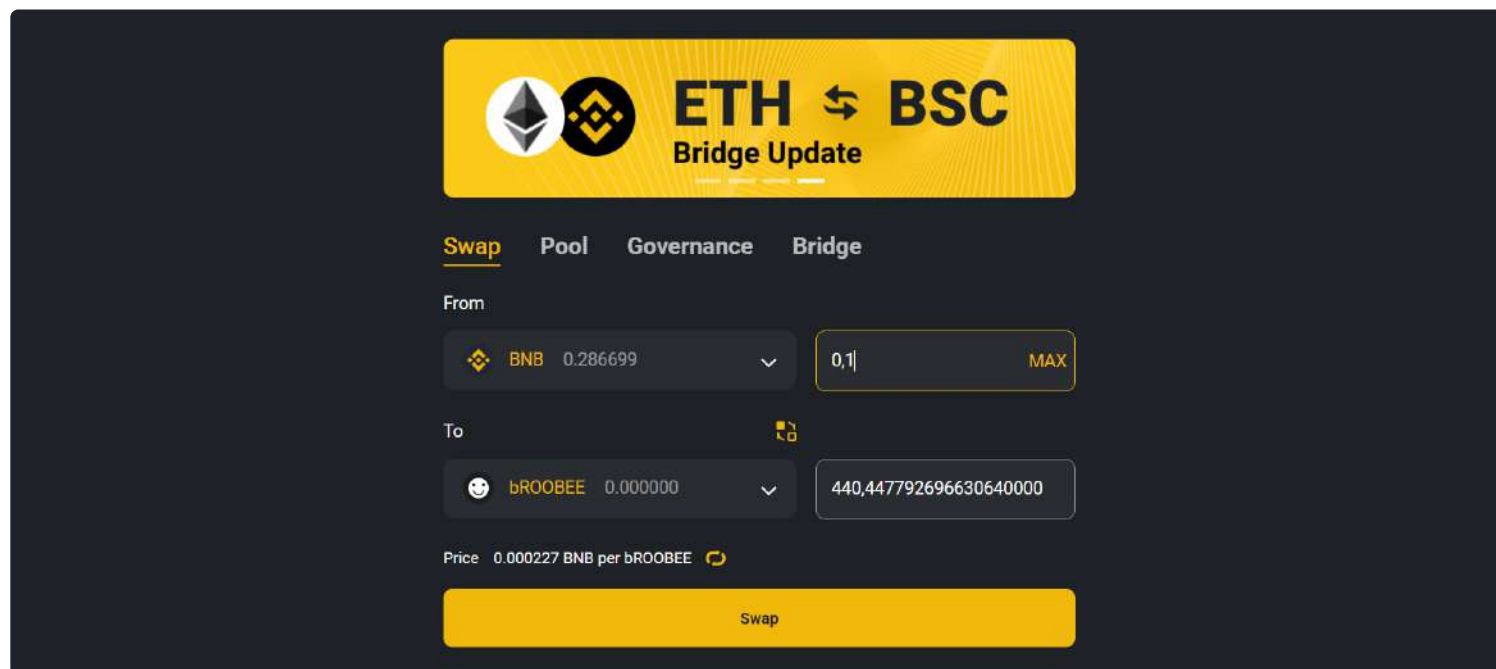 ETH BSC
Bridge Update
Swap Pool Governance Bridge
From
BNB 0.286699 0,1 MAX
To
bROOBEE 0.000000 440,447792696630640000
Price 0.000227 BNB per bROOBEE
Swap